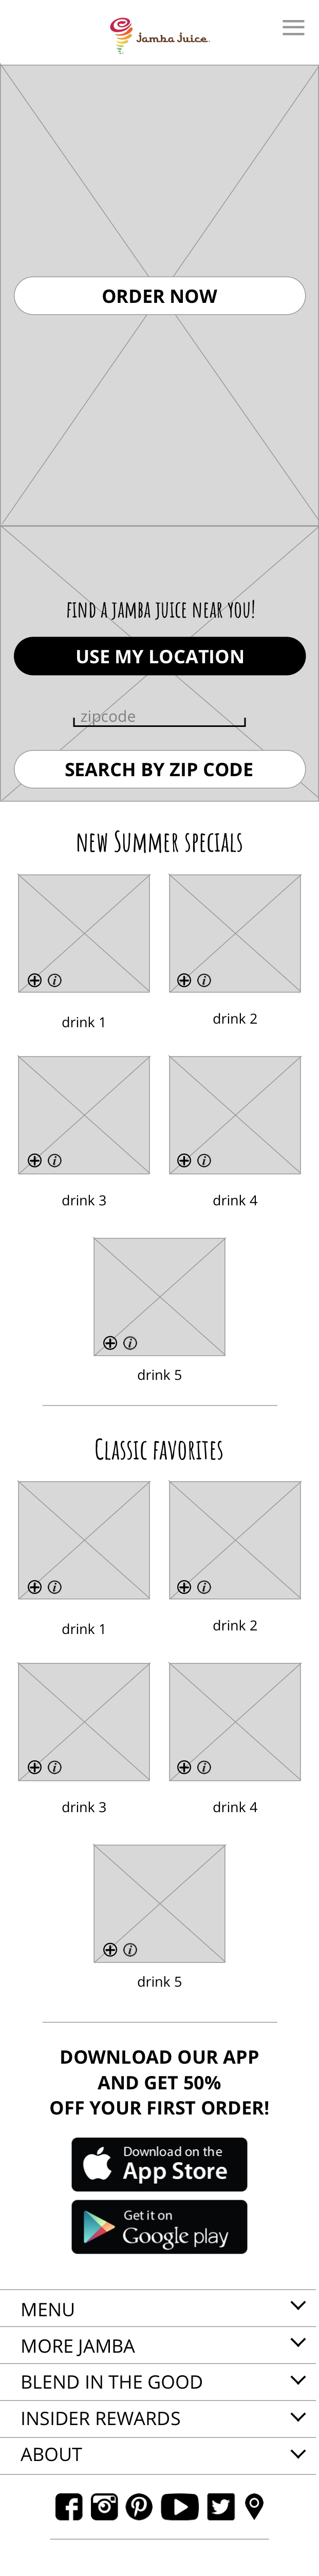 Jamba Juice
ORDER NOW
find a jamba juice near you!
USE MY LOCATION
zipcode
SEARCH BY ZIP CODE
new Summer specials
drink 1
drink 2
drink 3
drink 4
drink 5
Classic favorites
drink 1
drink 2
drink 3
drink 4
drink 5
DOWNLOAD OUR APP
AND GET 50%
OFF YOUR FIRST ORDER!
Download on the
App Store
Get it on
Google play
MENU
MORE JAMBA
BLEND IN THE GOOD
INSIDER REWARDS
ABOUT